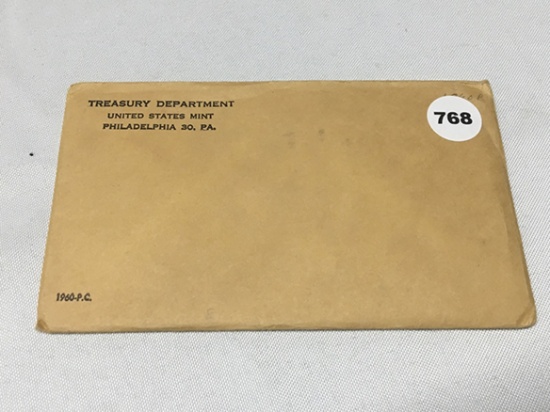 TREASURY DEPARTMENT
UNITED STATES MINT
PHILADELPHIA 30, PA.
768
1960-P.C.